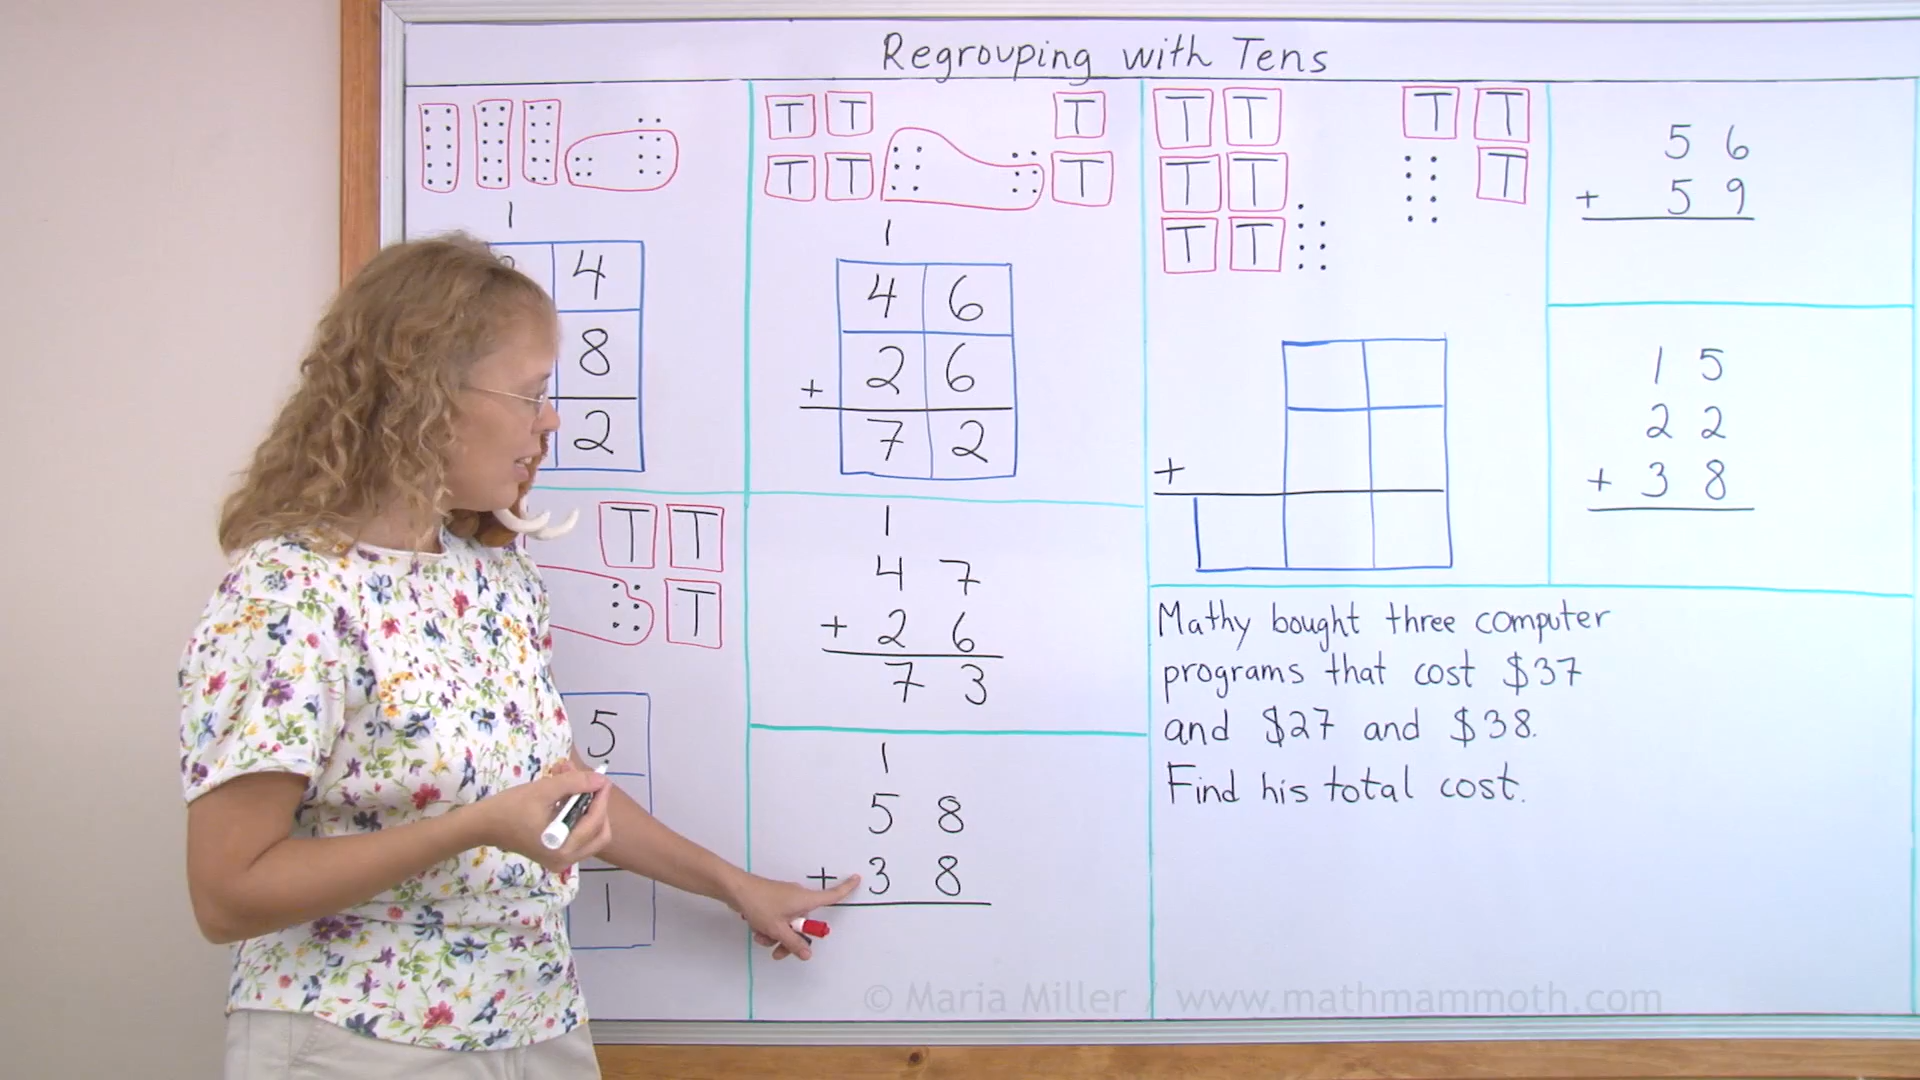 Regrouping with Tens
1
4
8
2
T T
T
5
1
T T T
T T T
1
4 6
+ 2 6
7 2
1
4 7
+ 2 6
7 3
1
5 8
+ 3 8
T T T T
T T T
T T
+
5 6
+ 5 9
1 5
2 2
+ 3 8
Mathy bought three computer
programs that cost $37
and $27 and $38.
Find his total cost.
© Maria Miller / www.mathmammoth.com